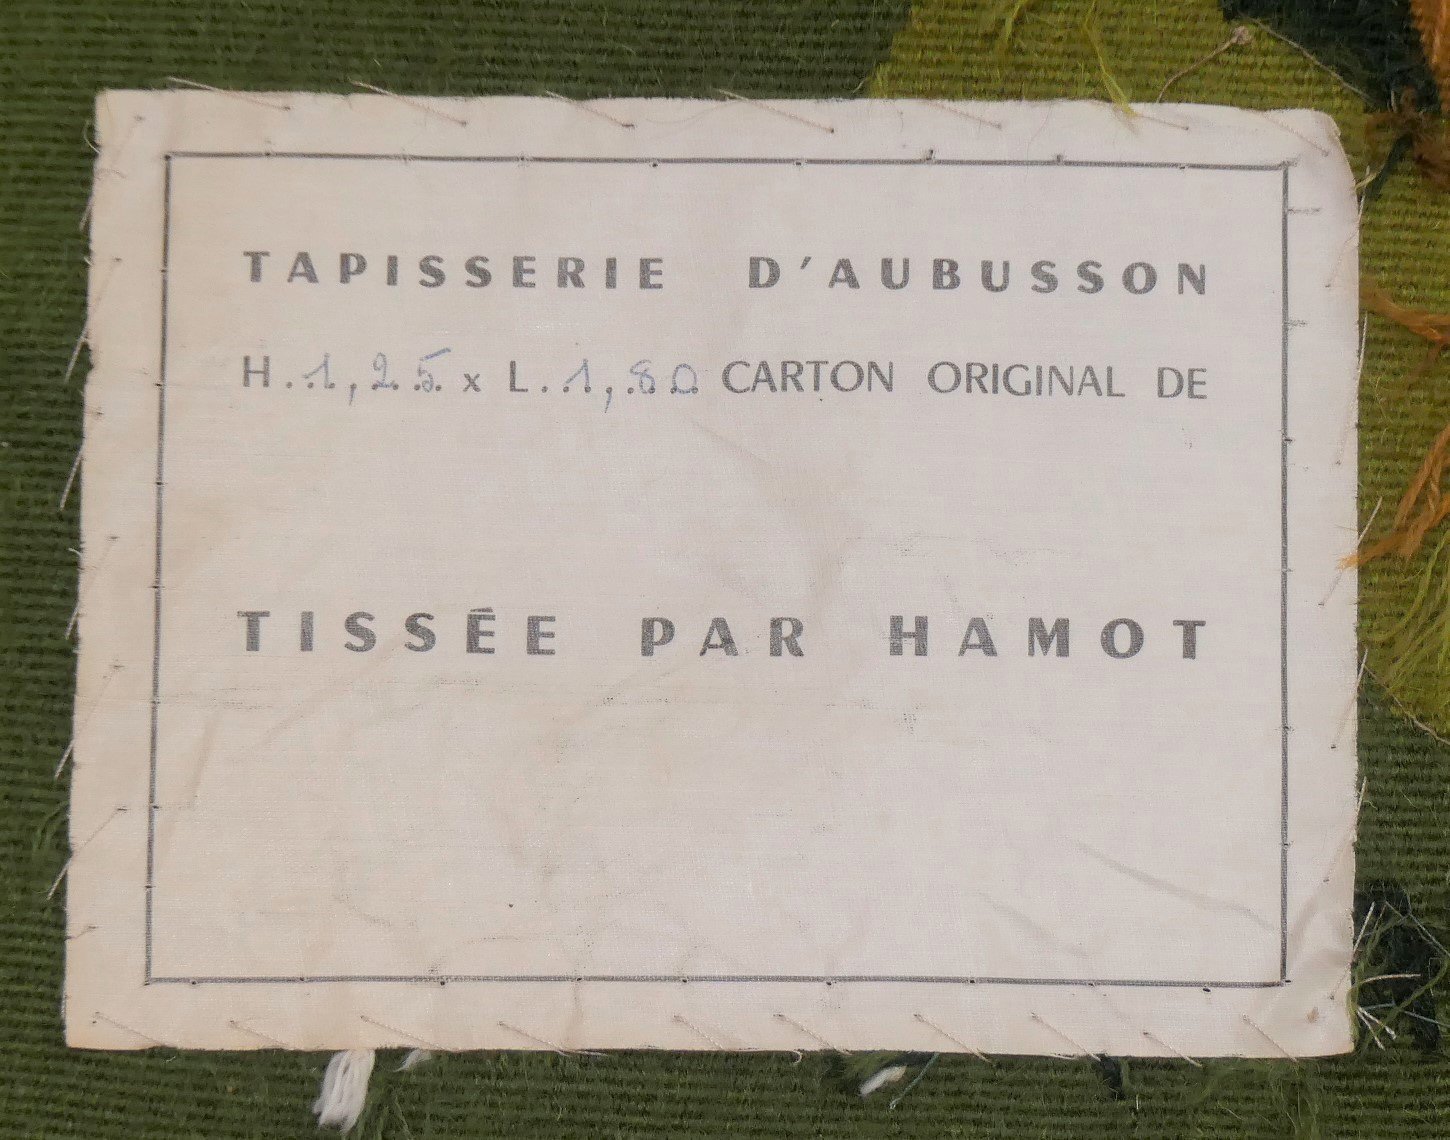 TAPISSERIE D'AUBUSSON
H. 1,25 x L. 1,80 CARTON ORIGINAL DE
TISSÉE PAR HAMOT